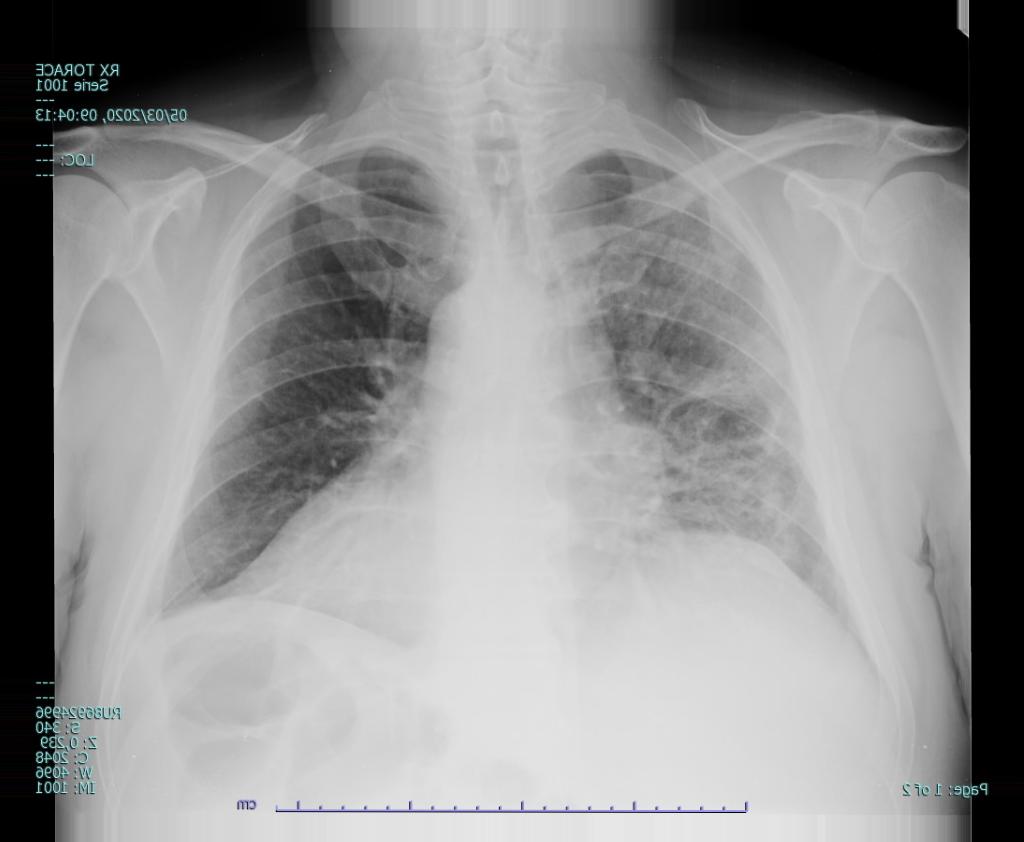 RX TORACE
Serie 1001
---
05/03/2020, 09:04:13
---
LOC: ---
---
---
---
RU86924996
S: 340
Z: 0,239
C: 2048
W: 4096
IM: 1001
Page: 1 of 2
cm